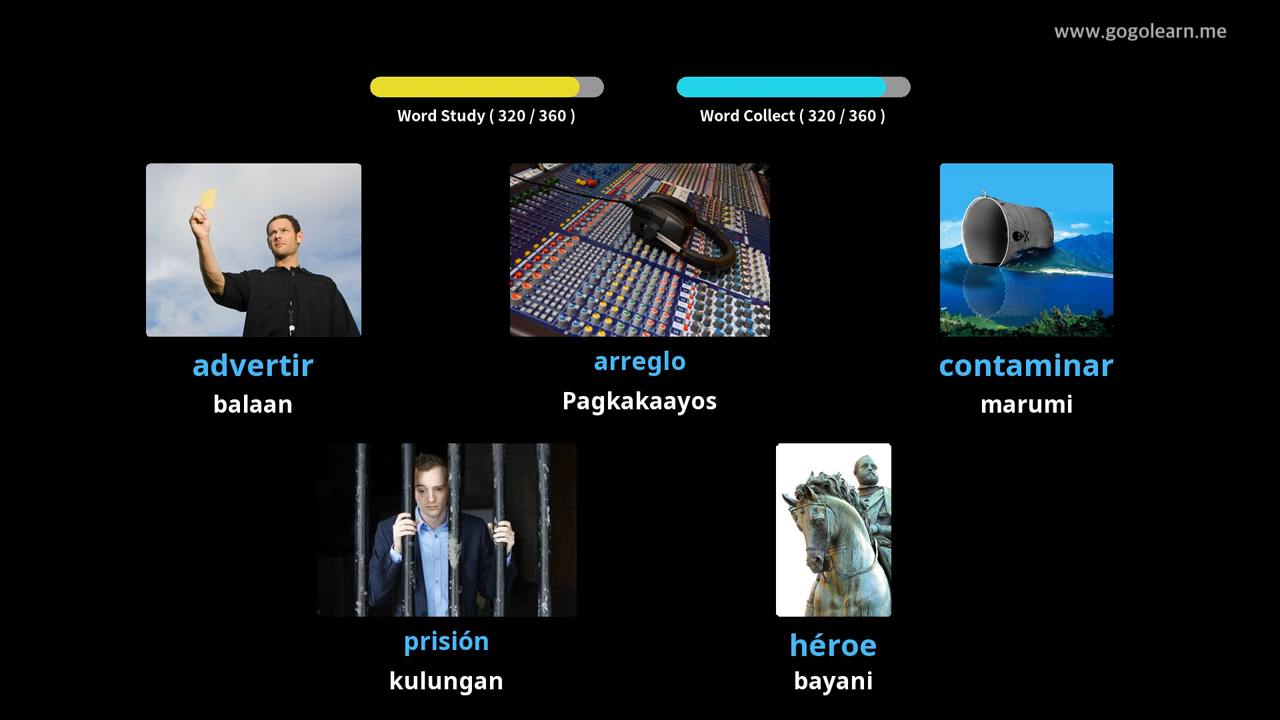 www.gogolearn.me
Word Study ( 320 / 360 )
Word Collect ( 320 / 360 )
advertir
balaan
arreglo
Pagkakaayos
contaminar
marumi
prisión
kulungan
héroe
bayani